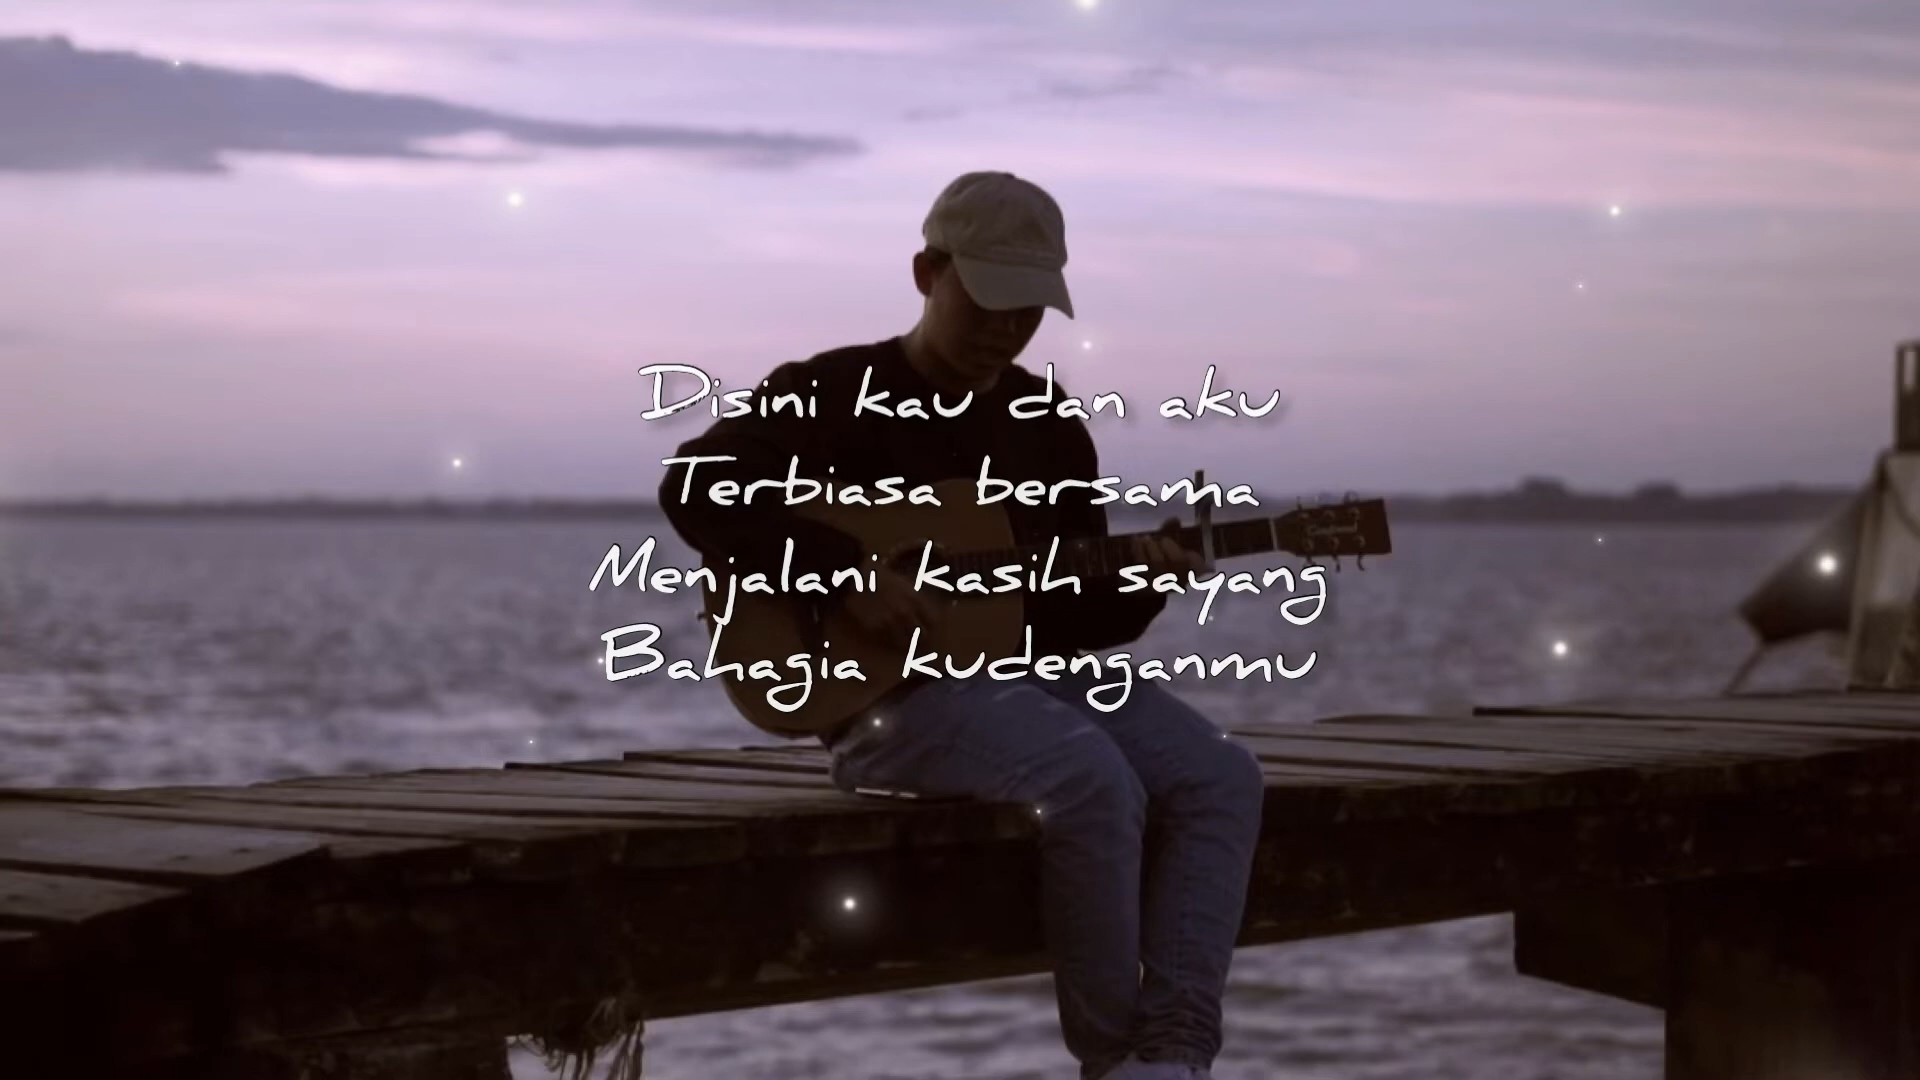 Disini kau dan aku
Terbiasa bersama
Menjalani kasih sayang
Bahagia kudenganmu